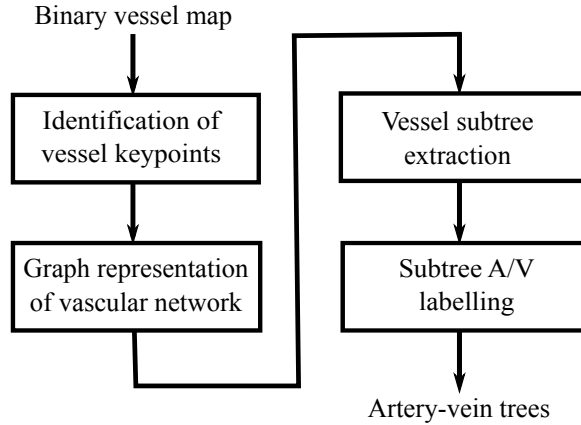 Binary vessel map
Identification of
vessel keypoints
Graph representation
of vascular network
Vessel subtree
extraction
Subtree A/V
labelling
Artery-vein trees